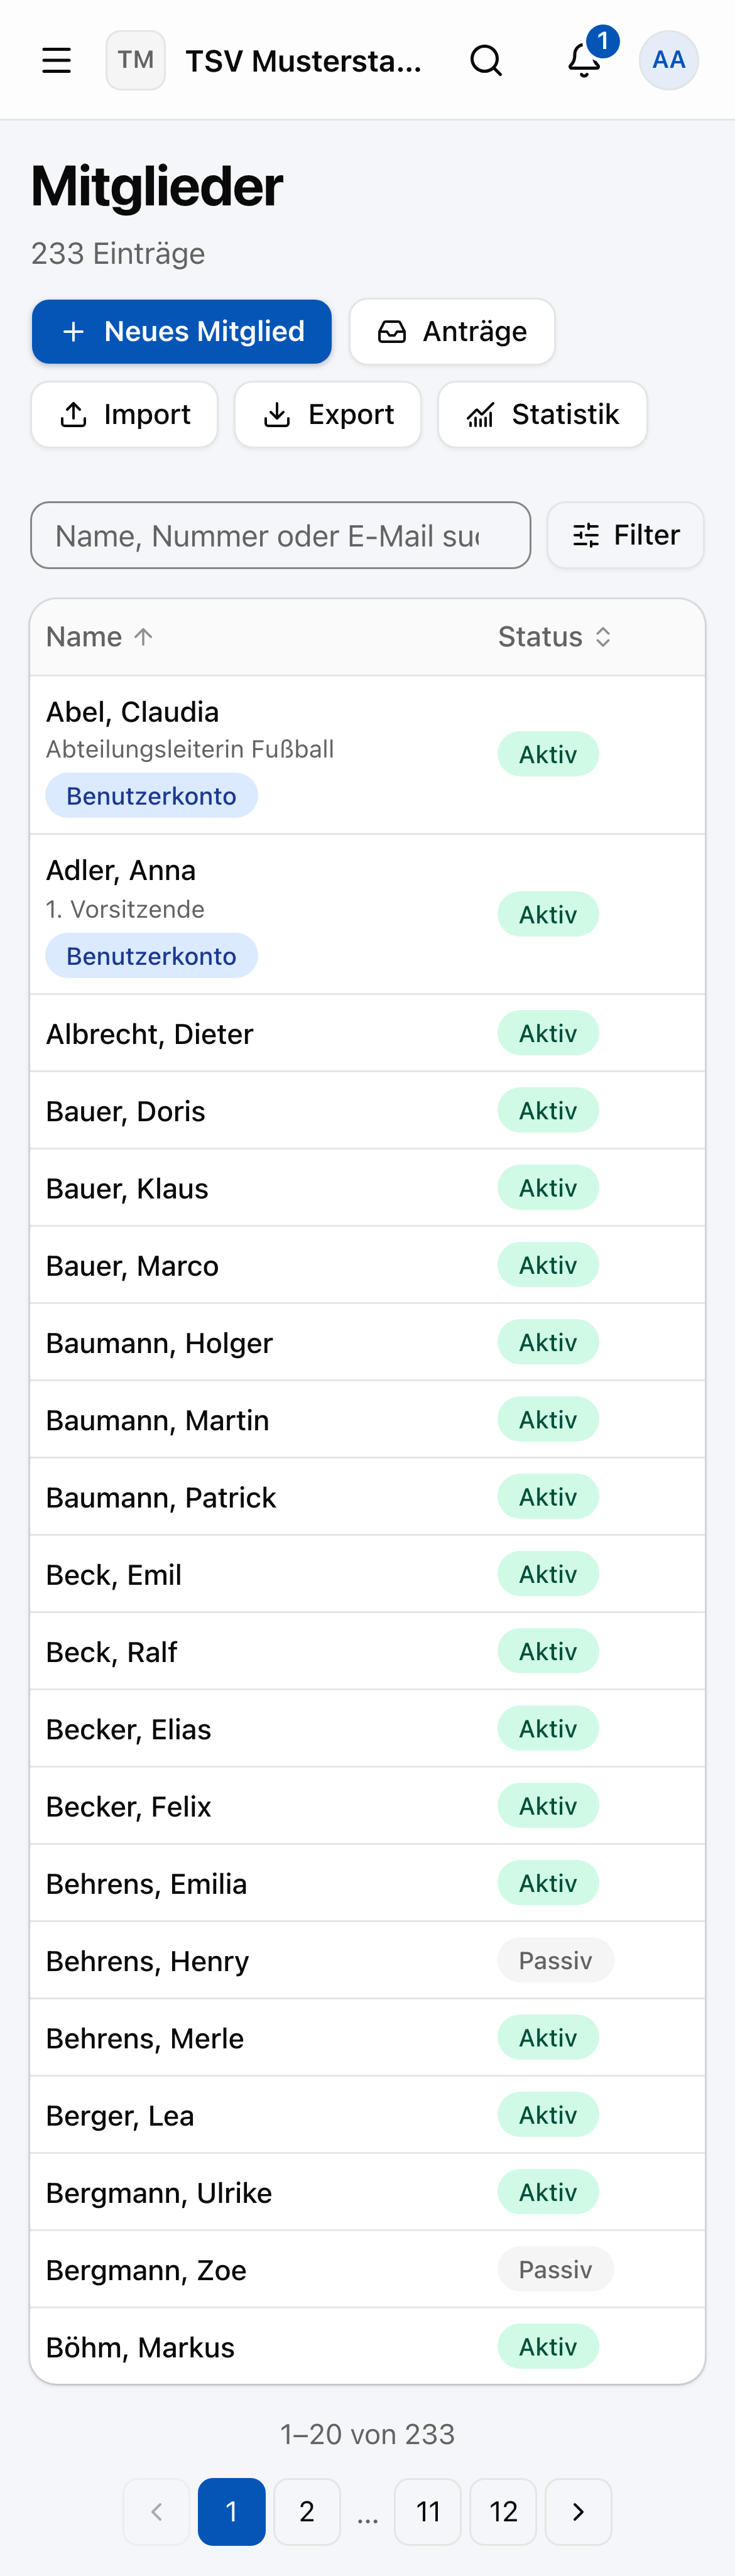 TM TSV Mustersta... 1 AA
Mitglieder
233 Einträge
Neues Mitglied Anträge
Import Export Statistik
Name, Nummer oder E-Mail Filter
Name Status
Abel, Claudia
Abteilungsleiterin Fußball
Aktiv
Benutzerkonto
Adler, Anna
1. Vorsitzende
Aktiv
Benutzerkonto
Albrecht, Dieter Aktiv
Bauer, Doris Aktiv
Bauer, Klaus Aktiv
Bauer, Marco Aktiv
Baumann, Holger Aktiv
Baumann, Martin Aktiv
Baumann, Patrick Aktiv
Beck, Emil Aktiv
Beck, Ralf Aktiv
Becker, Elias Aktiv
Becker, Felix Aktiv
Behrens, Emilia Aktiv
Behrens, Henry Passiv
Behrens, Merle Aktiv
Berger, Lea Aktiv
Bergmann, Ulrike Aktiv
Bergmann, Zoe Passiv
Böhm, Markus Aktiv
1–20 von 233
1 2 ... 11 12